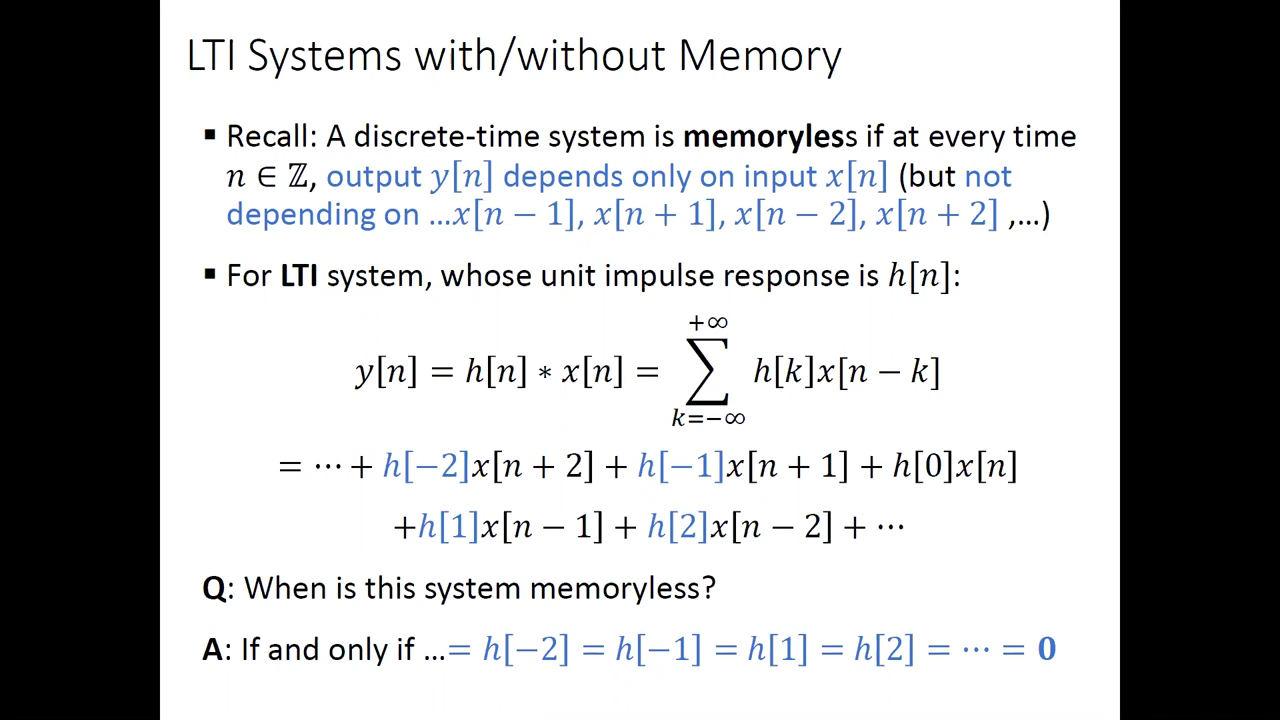 LTI Systems with/without Memory
▪ Recall: A discrete-time system is memoryless if at every time
n ∈ ℤ, output y[n] depends only on input x[n] (but not
depending on …x[n − 1], x[n + 1], x[n − 2], x[n + 2] ,…)
▪ For LTI system, whose unit impulse response is h[n]:
+∞
y[n] = h[n] ∗ x[n] = ∑ h[k]x[n − k]
k=−∞
= ⋯ + h[−2]x[n + 2] + h[−1]x[n + 1] + h[0]x[n]
+h[1]x[n − 1] + h[2]x[n − 2] + ⋯
Q: When is this system memoryless?
A: If and only if …= h[−2] = h[−1] = h[1] = h[2] = ⋯ = 0